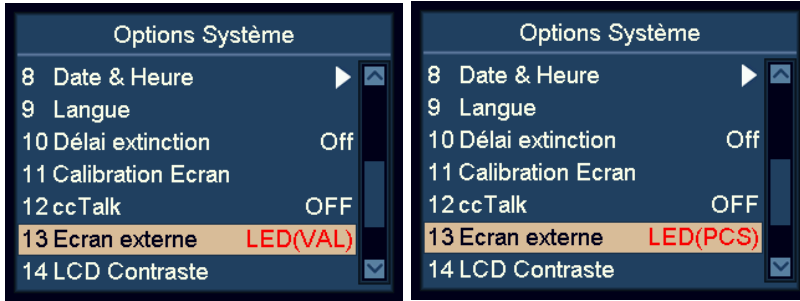 Options Système
8 Date & Heure
9 Langue
10 Délai extinction Off
11 Calibration Ecran
12 ccTalk OFF
13 Ecran externe LED(VAL)
14 LCD Contraste
Options Système
8 Date & Heure
9 Langue
10 Délai extinction Off
11 Calibration Ecran
12 ccTalk OFF
13 Ecran externe LED(PCS)
14 LCD Contraste